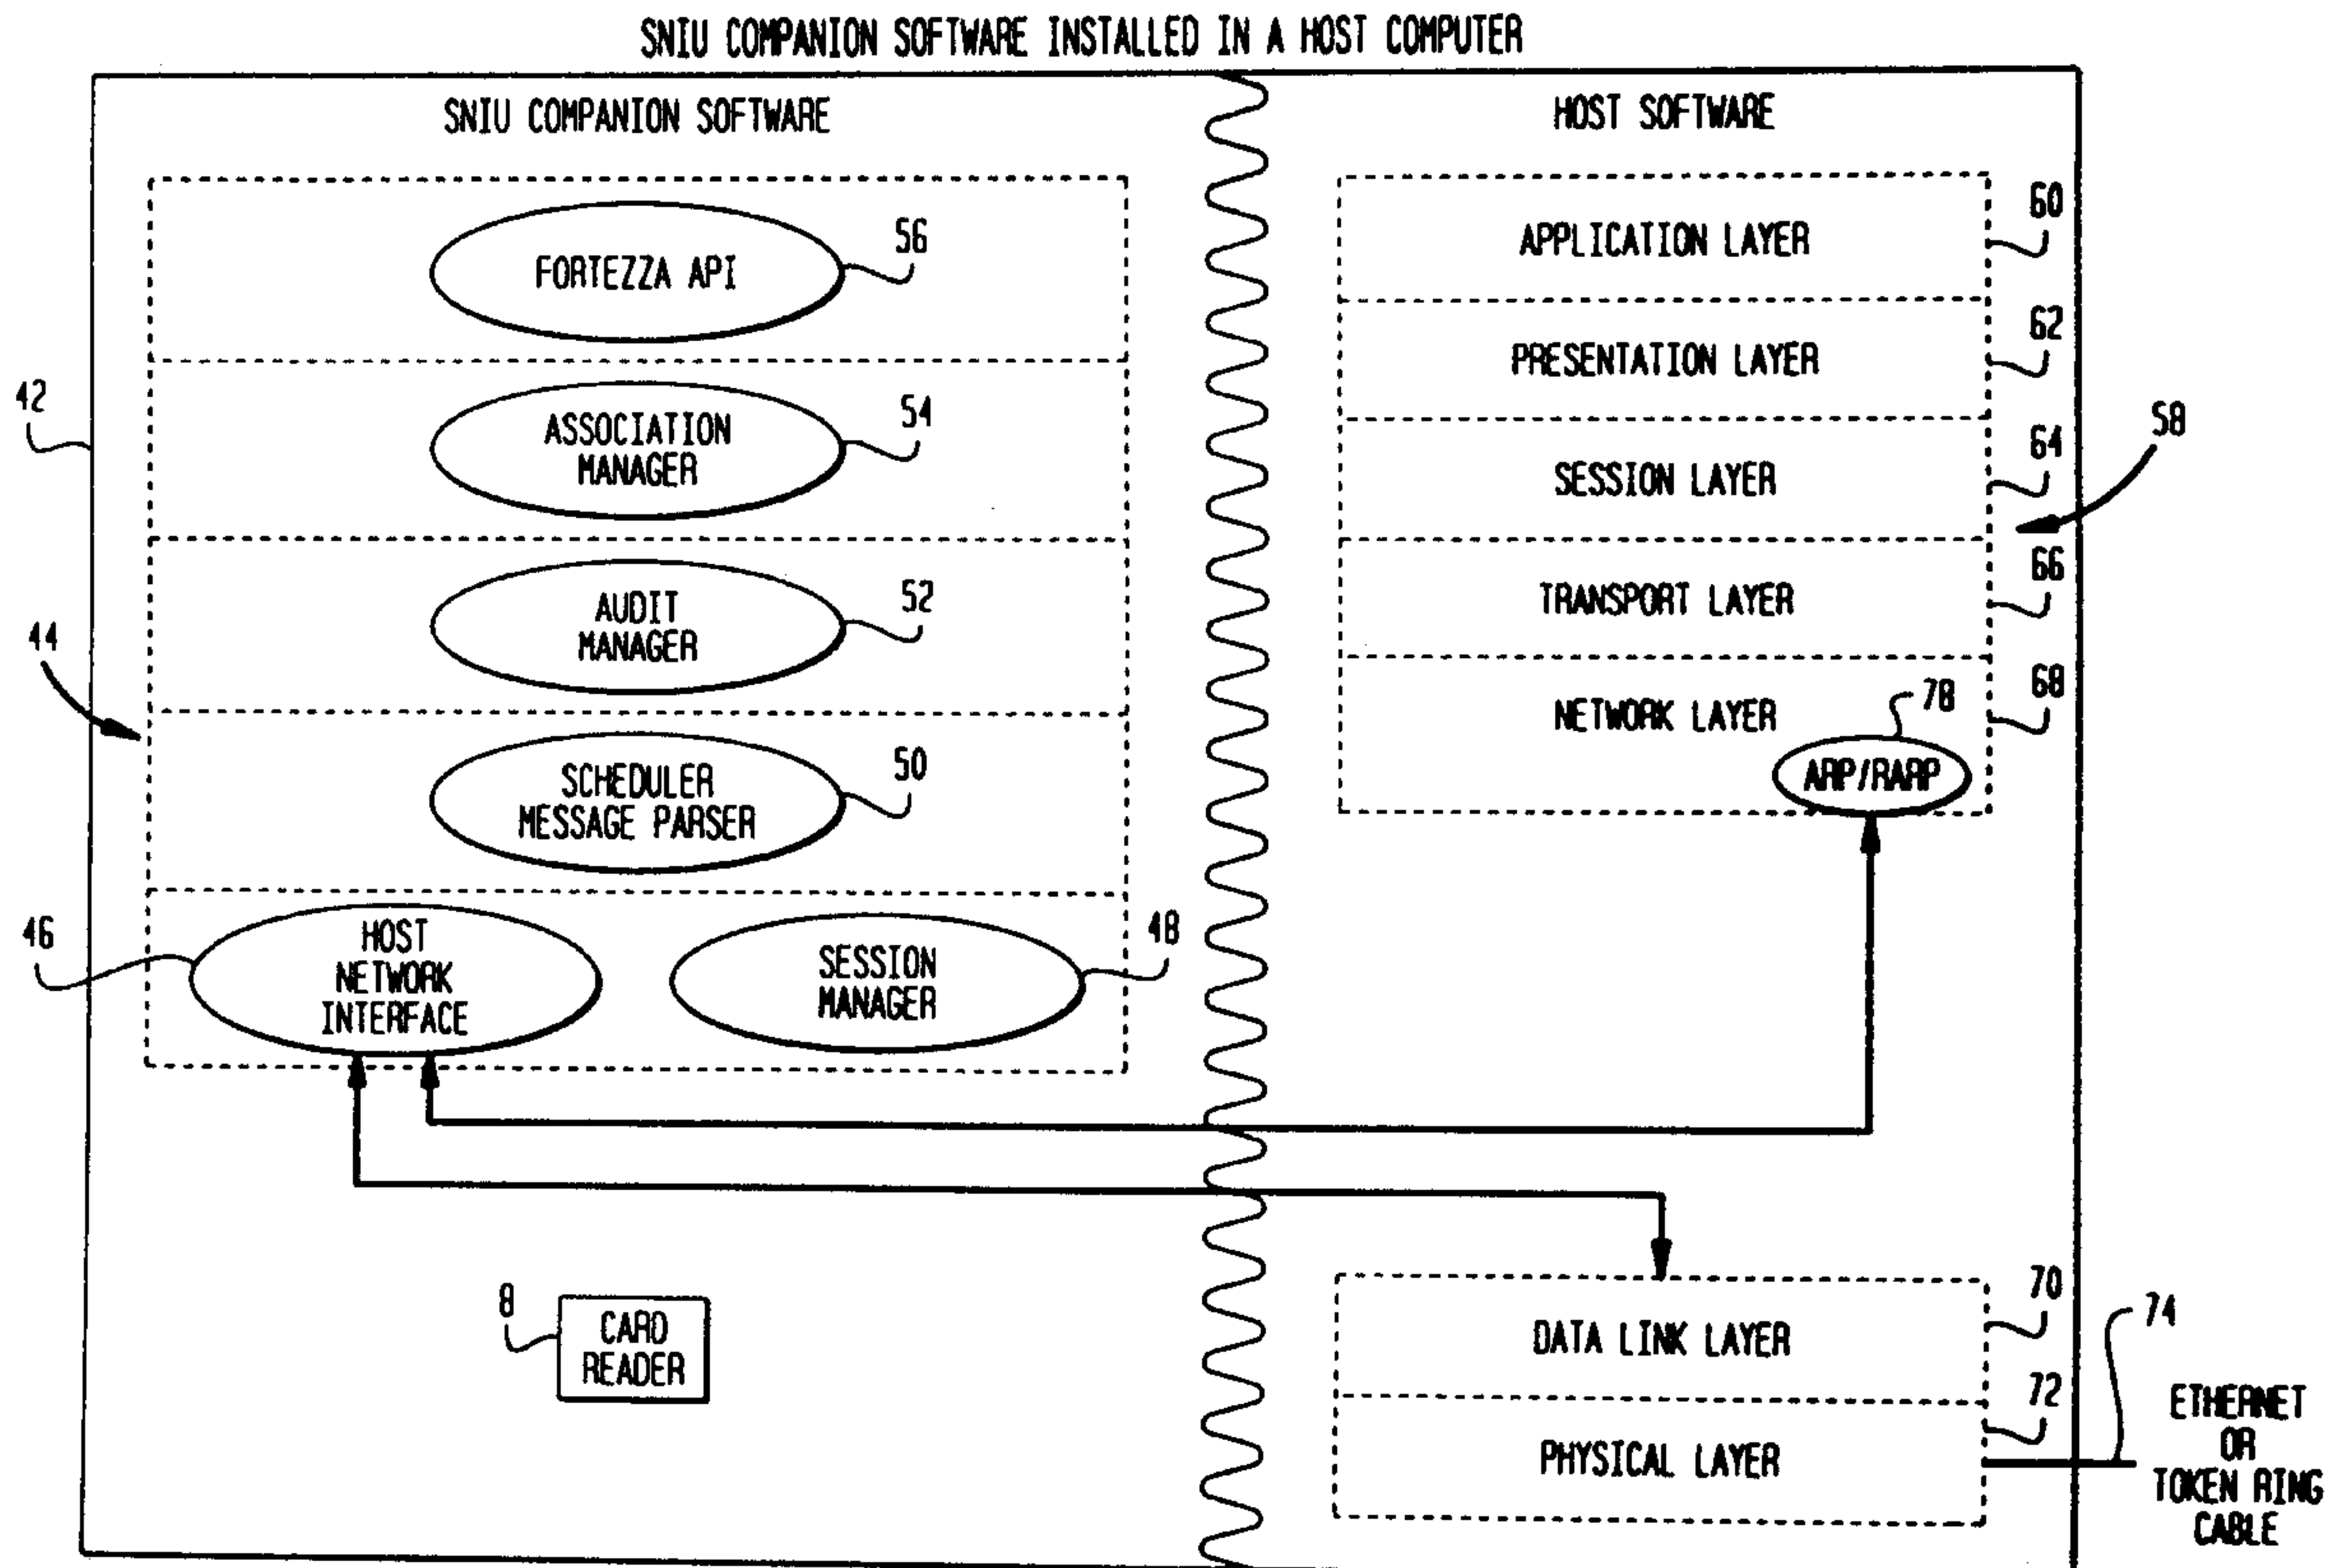 SNIU COMPANION SOFTWARE INSTALLED IN A HOST COMPUTER
SNIU COMPANION SOFTWARE
FORTEZZA API
56
ASSOCIATION
MANAGER
54
42
AUDIT
MANAGER
52
44
SCHEDULER
MESSAGE PARSER
50
46
HOST
NETWORK
INTERFACE
SESSION
MANAGER
48
8
CARD
READER
HOST SOFTWARE
APPLICATION LAYER
60
PRESENTATION LAYER
62
SESSION LAYER
64
58
TRANSPORT LAYER
66
NETWORK LAYER
68
78
ARP/RARP
DATA LINK LAYER
70
PHYSICAL LAYER
72
74
ETHERNET
OR
TOKEN RING
CABLE